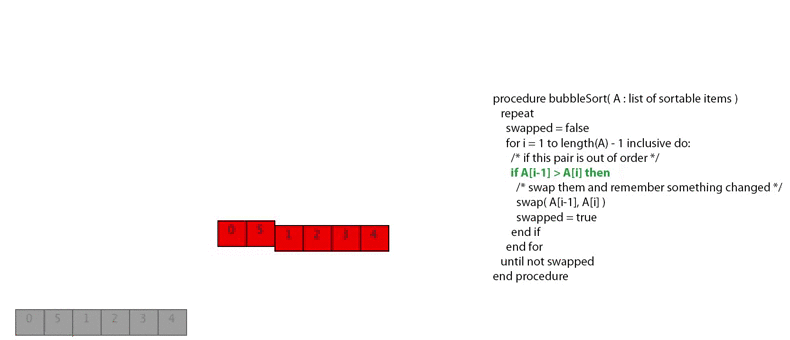 procedure bubbleSort( A : list of sortable items )
repeat
swapped = false
for i = 1 to length(A) - 1 inclusive do:
/* if this pair is out of order */
if A[i-1] > A[i] then
/* swap them and remember something changed */
swap( A[i-1], A[i] )
swapped = true
end if
end for
until not swapped
end procedure
0 5 1 2 3 4
0 5 1 2 3 4